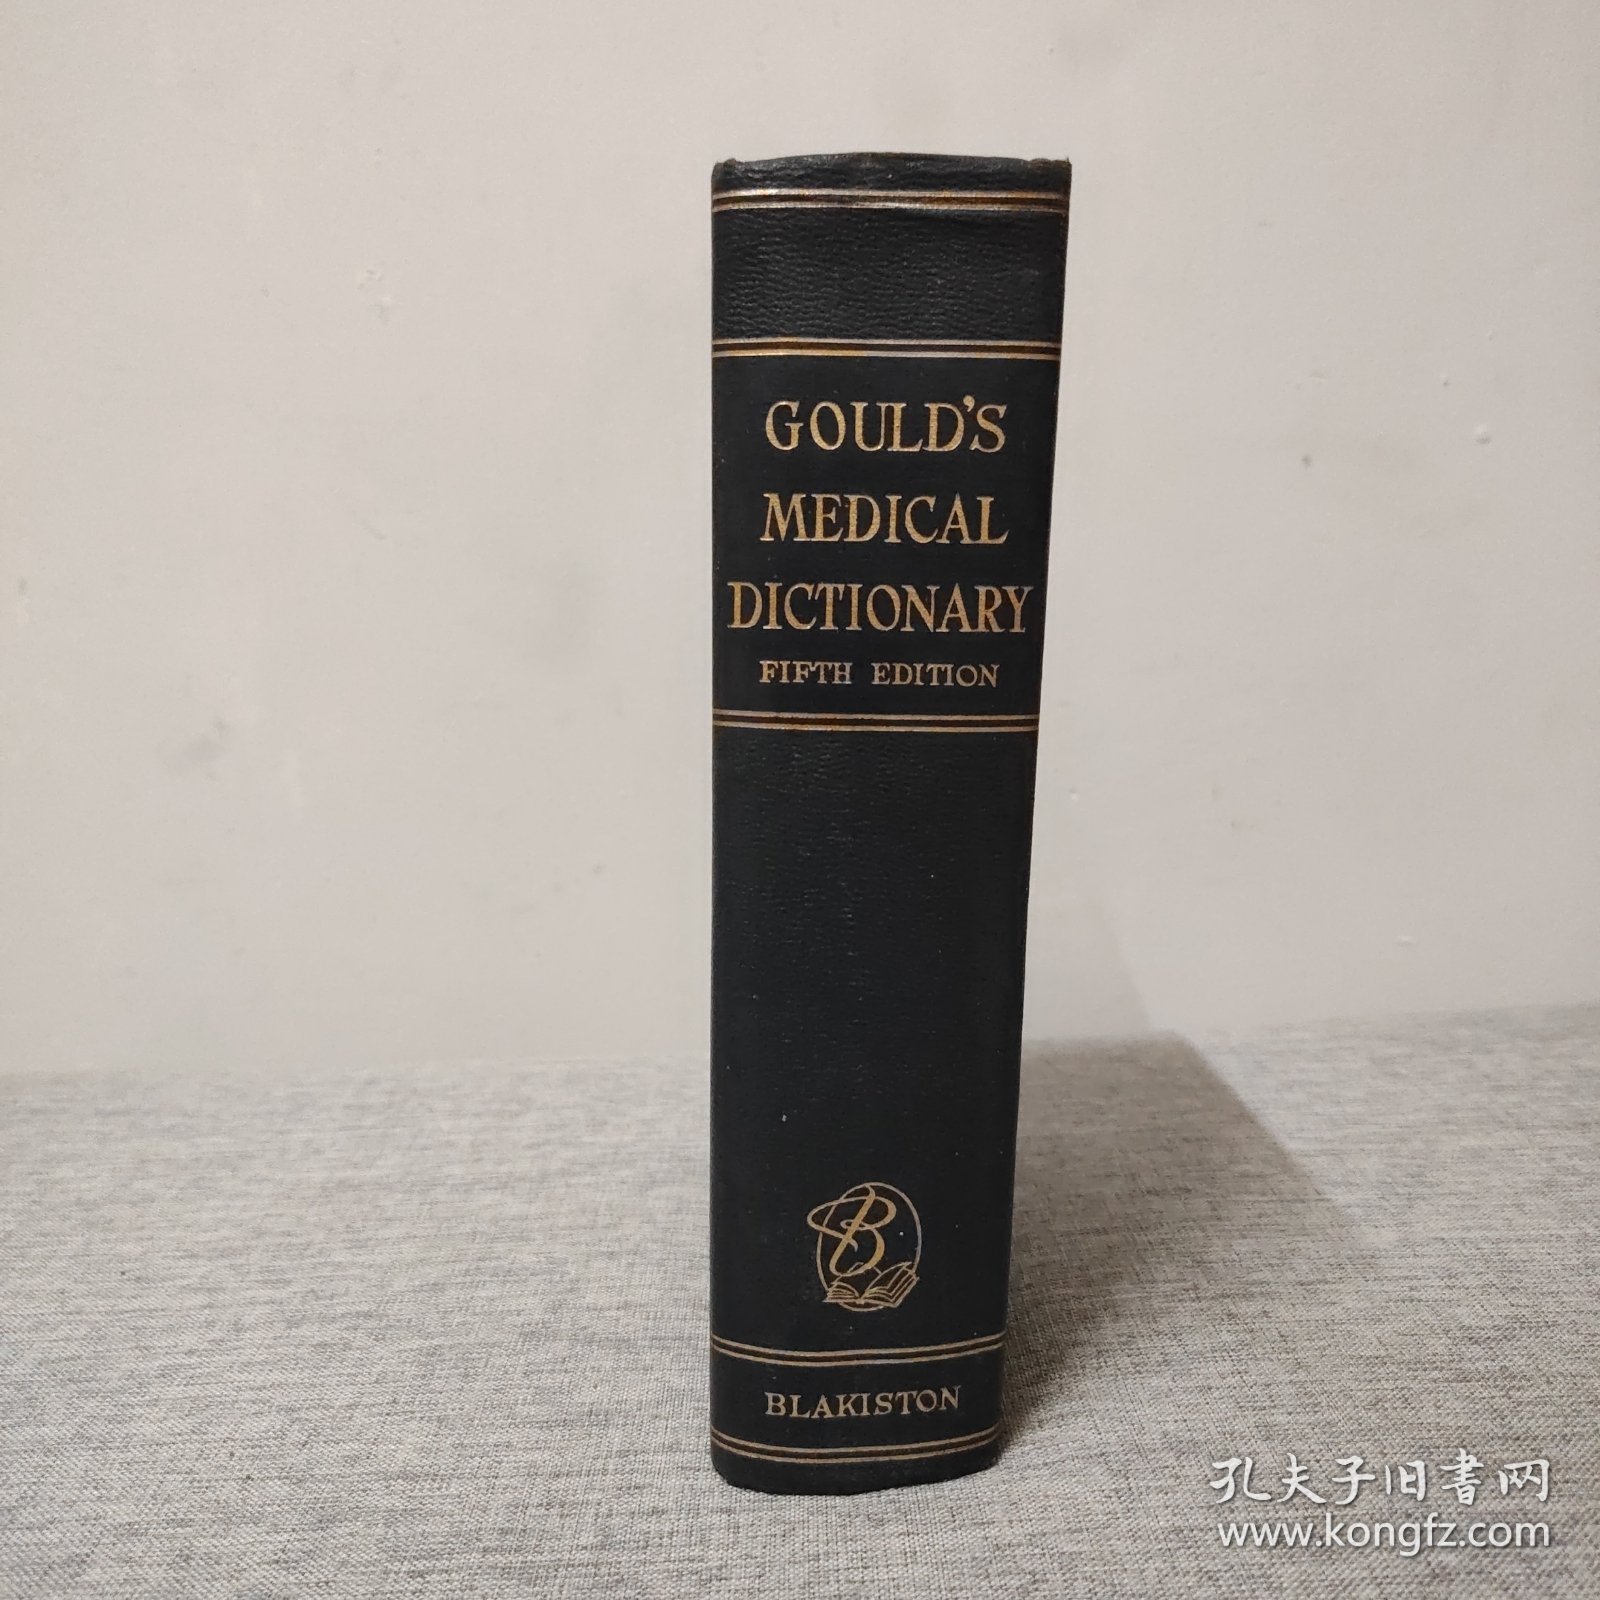 GOULD'S
MEDICAL
DICTIONARY
FIFTH EDITION
B
BLAKISTON
孔夫子旧书网
www.kongfz.com